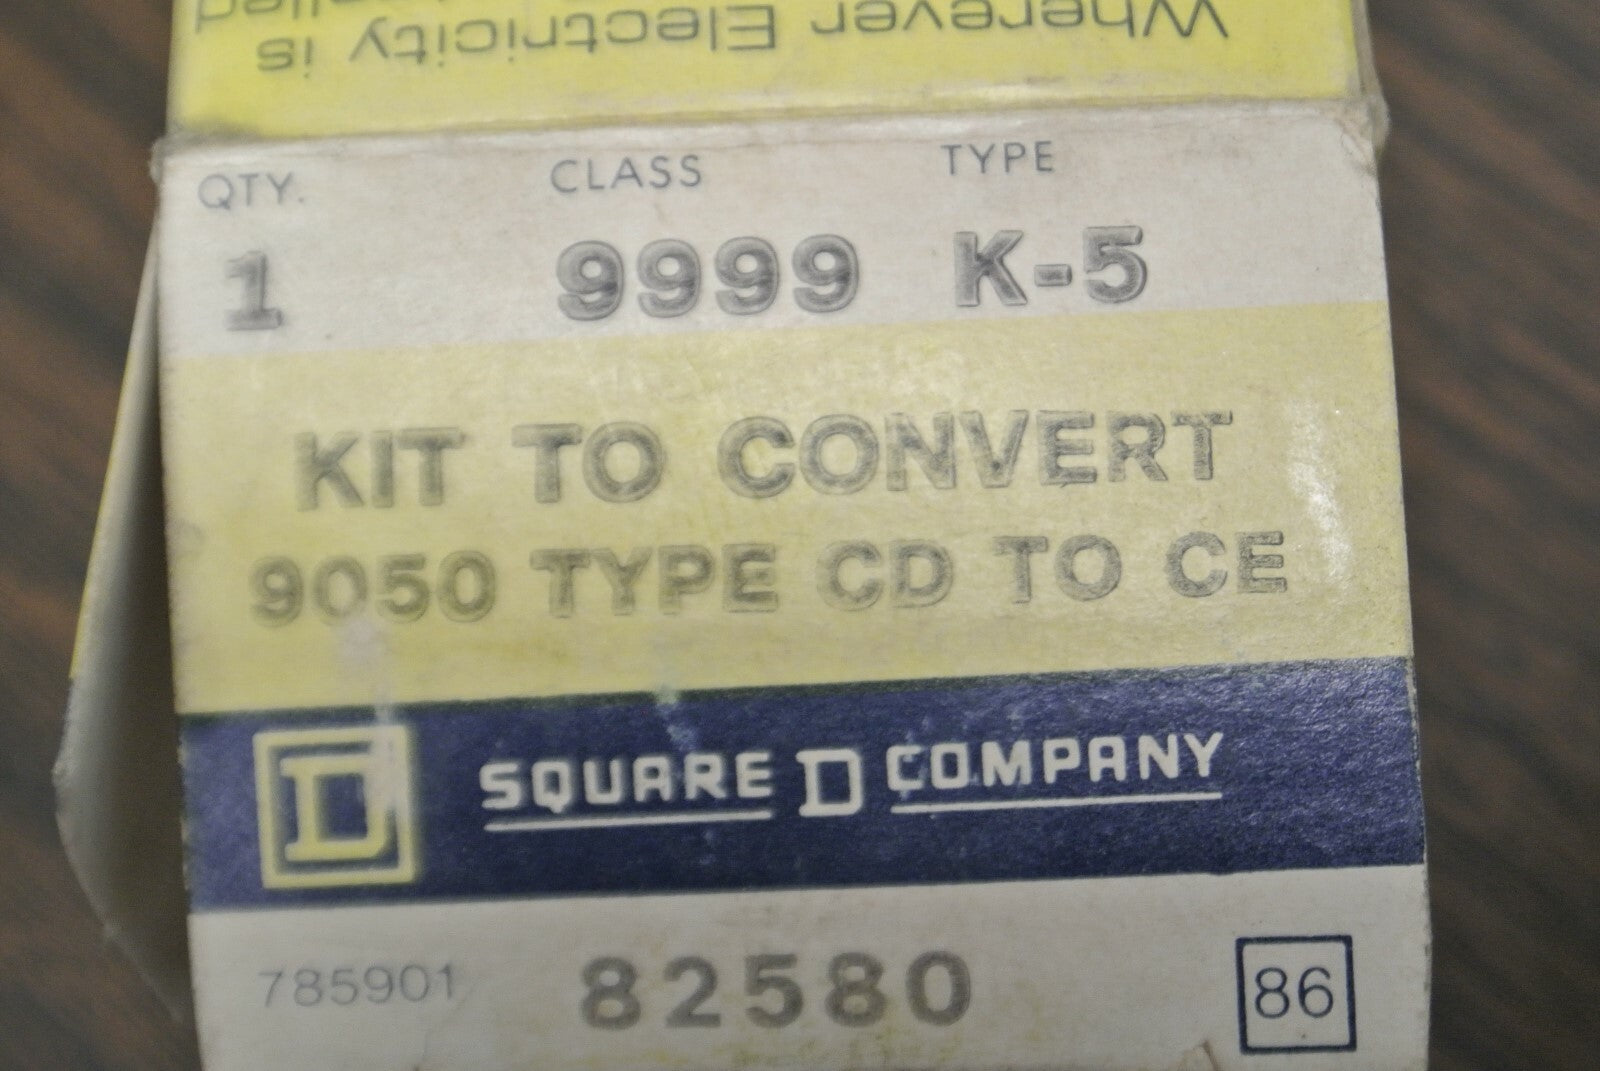 Wherever Electricity is
QTY. CLASS TYPE
1 9999 K-5
KIT TO CONVERT
9050 TYPE CD TO CE
D SQUARE D COMPANY
785901 82580 86